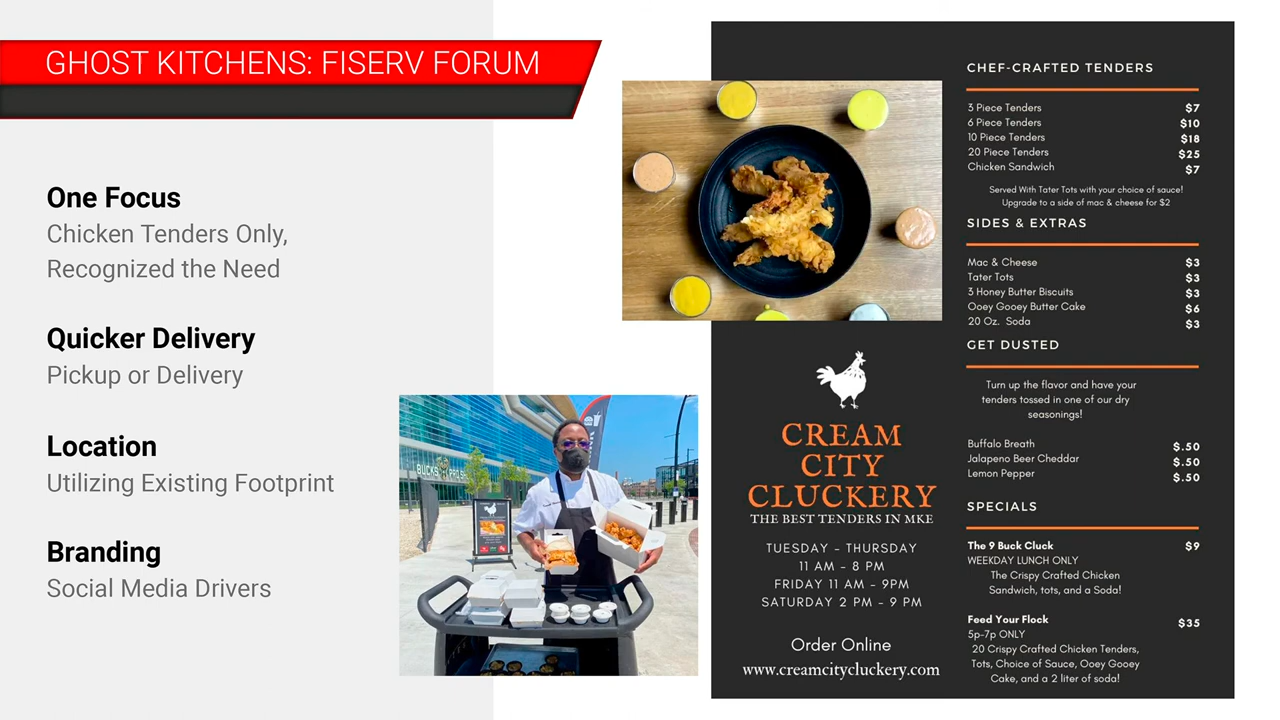 GHOST KITCHENS: FISERV FORUM
One Focus
Chicken Tenders Only,
Recognized the Need
Quicker Delivery
Pickup or Delivery
Location
Utilizing Existing Footprint
Branding
Social Media Drivers
BUCKS PRO S
CREAM
CITY
CLUCKERY
THE BEST TENDERS IN MKE
TUESDAY - THURSDAY
11 AM - 8 PM
FRIDAY 11 AM - 9PM
SATURDAY 2 PM - 9 PM
Order Online
www.creamcitycluckery.com
CHEF-CRAFTED TENDERS
3 Piece Tenders $7
6 Piece Tenders $10
10 Piece Tenders $18
20 Piece Tenders $25
Chicken Sandwich $7
Served With Tater Tots with your choice of sauce!
Upgrade to a side of mac & cheese for $2
SIDES & EXTRAS
Mac & Cheese $3
Tater Tots $3
3 Honey Butter Biscuits $3
Ooey Gooey Butter Cake $6
20 Oz. Soda $3
GET DUSTED
Turn up the flavor and have your
tenders tossed in one of our dry
seasonings!
Buffalo Breath $.50
Jalapeno Beer Cheddar $.50
Lemon Pepper $.50
SPECIALS
The 9 Buck Cluck $9
WEEKDAY LUNCH ONLY
The Crispy Crafted Chicken
Sandwich, tots, and a Soda!
Feed Your Flock $35
5p-7p ONLY
20 Crispy Crafted Chicken Tenders,
Tots, Choice of Sauce, Ooey Gooey
Cake, and a 2 liter of soda!